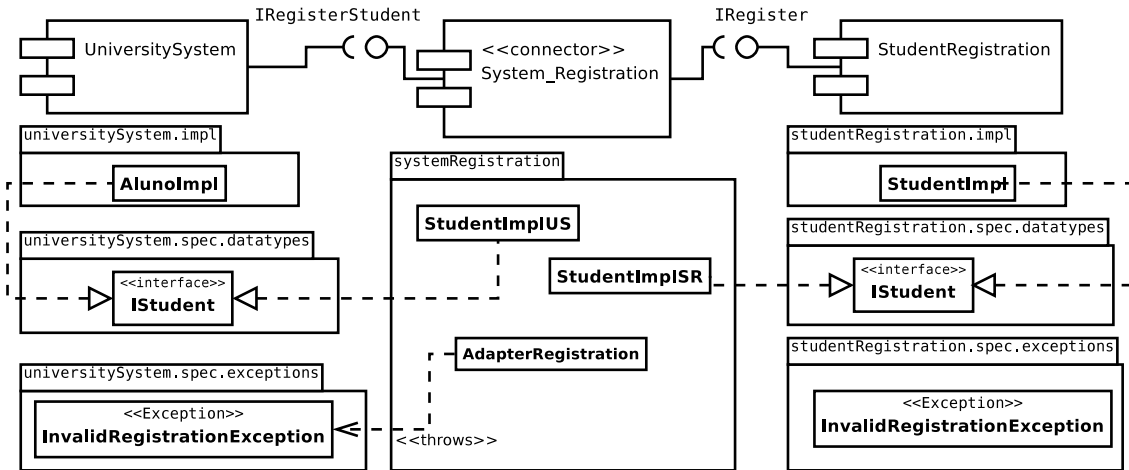 IRegisterStudent
IRegister
UniversitySystem
<<connector>>
System_Registration
StudentRegistration
universitySystem.impl
AlunoImpl
systemRegistration
studentRegistration.impl
StudentImpl
StudentImplUS
universitySystem.spec.datatypes
<<interface>>
IStudent
StudentImplSR
studentRegistration.spec.datatypes
<<interface>>
IStudent
AdapterRegistration
universitySystem.spec.exceptions
<<Exception>>
InvalidRegistrationException
<<throws>>
studentRegistration.spec.exceptions
<<Exception>>
InvalidRegistrationException